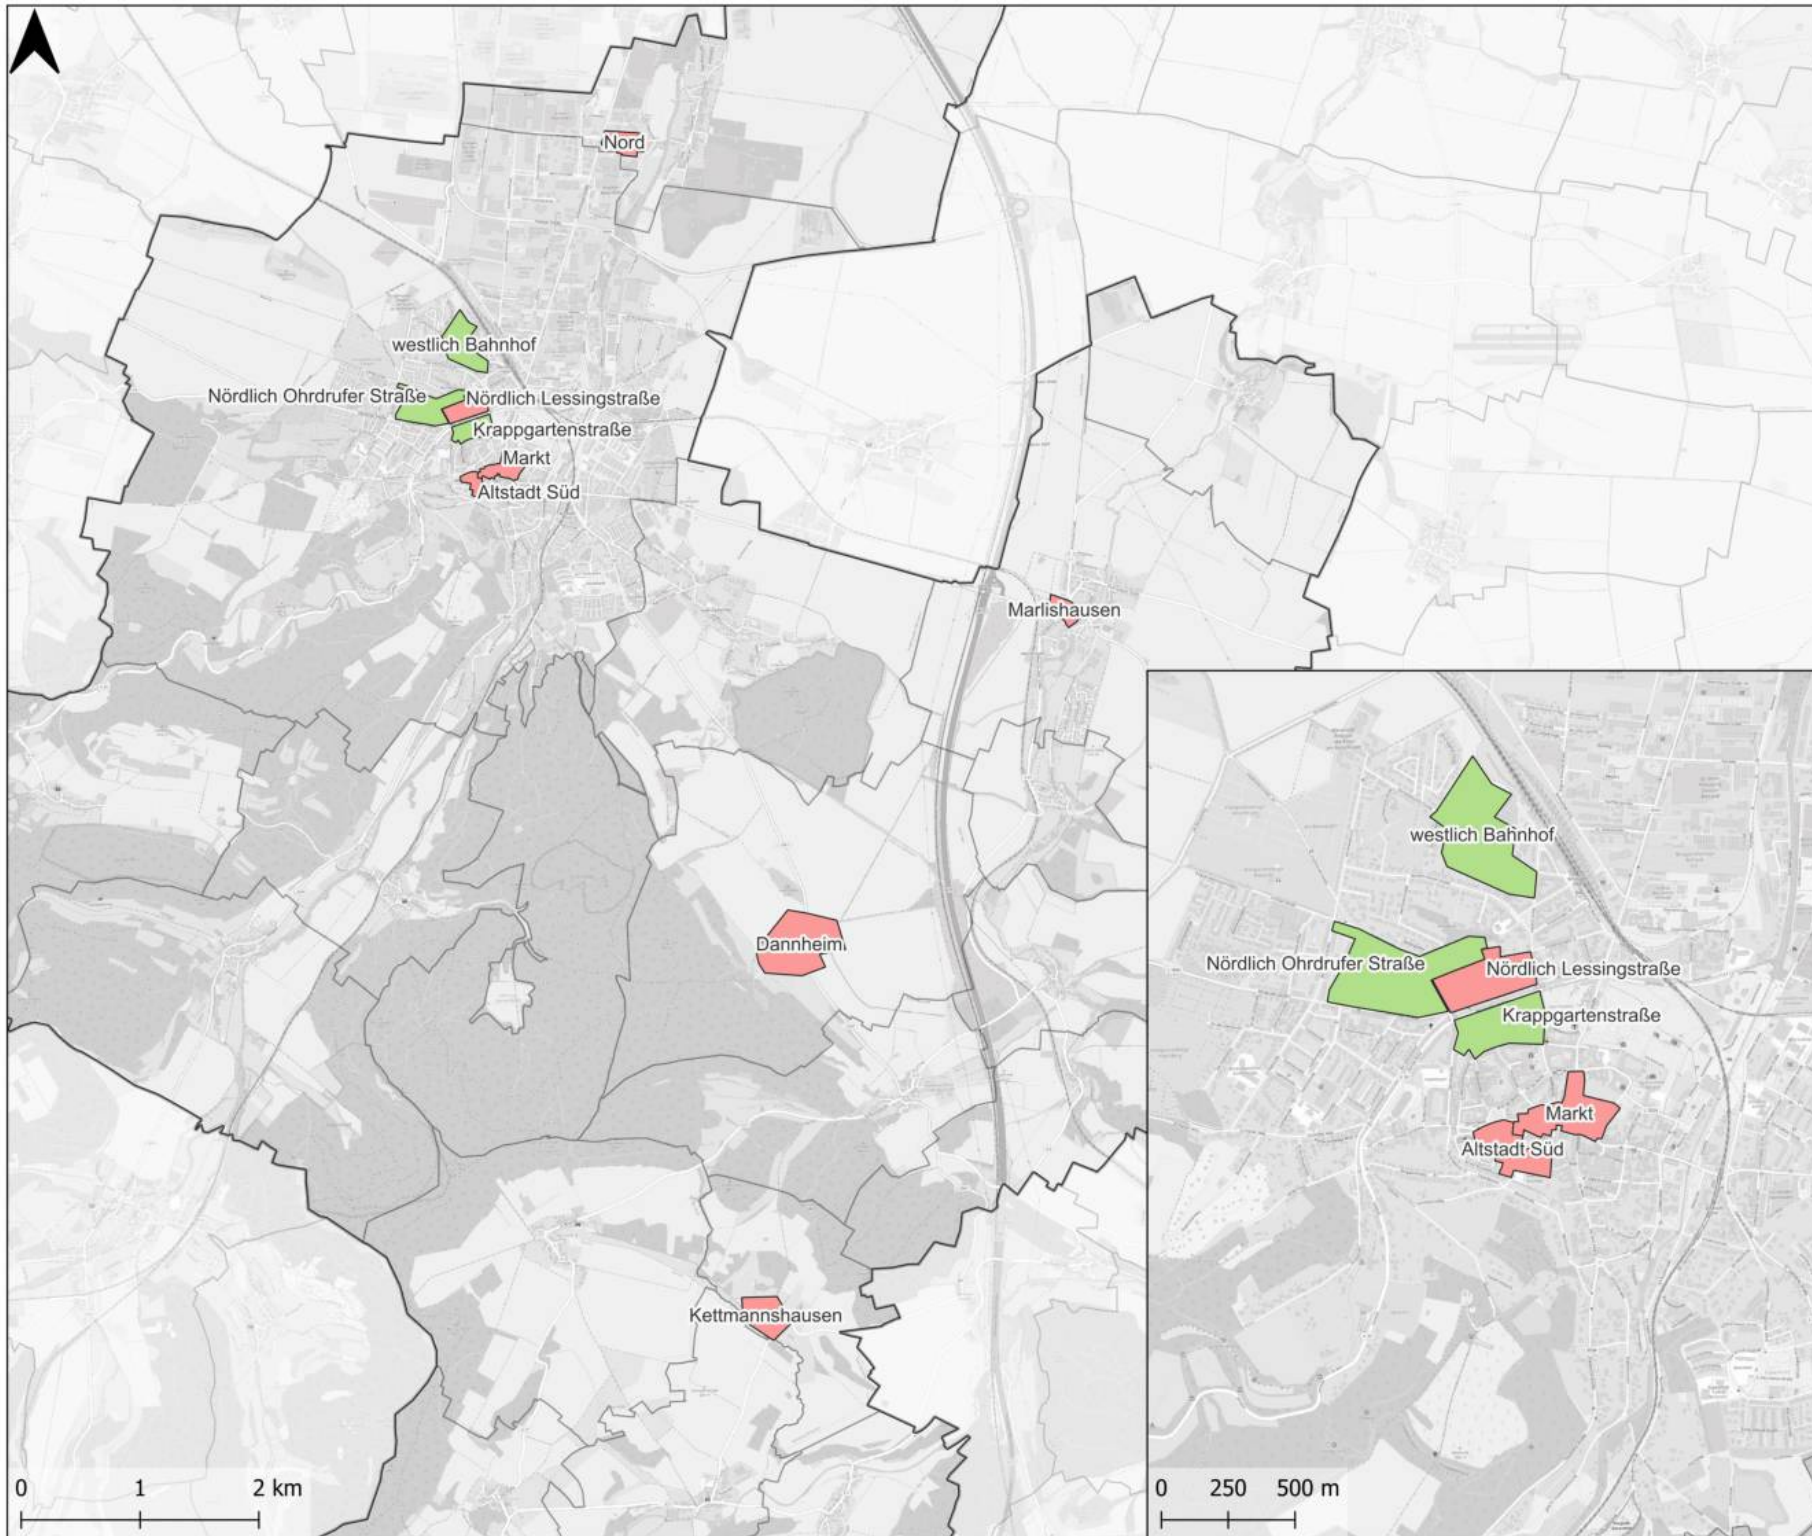 Nord
westlich Bahnhof
Nördlich Ohrdrufer Straße
Nördlich Lessingstraße
Krappgartenstraße
Markt
Altstadt Süd
Marlishausen
Dannheim
Kettmannshausen
0 1 2 km
westlich Bahnhof
Nördlich Ohrdrufer Straße
Nördlich Lessingstraße
Krappgartenstraße
Markt
Altstadt Süd
0 250 500 m